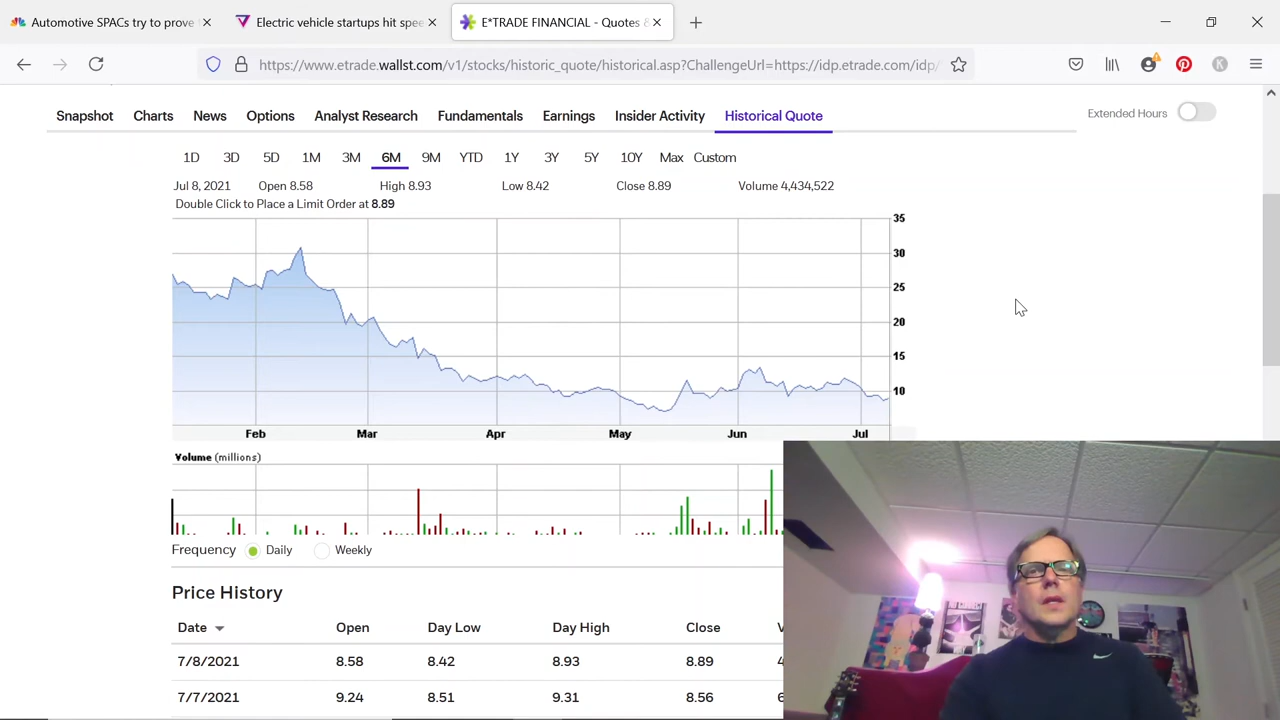 Automotive SPACs try to prove
Electric vehicle startups hit spee
E*TRADE FINANCIAL - Quotes &
https://www.etrade.wallst.com/v1/stocks/historic_quote/historical.asp?ChallengeUrl=https://idp.etrade.com/idp/
Snapshot Charts News Options Analyst Research Fundamentals Earnings Insider Activity Historical Quote
Extended Hours
1D 3D 5D 1M 3M 6M 9M YTD 1Y 3Y 5Y 10Y Max Custom
Jul 8, 2021 Open 8.58 High 8.93 Low 8.42 Close 8.89 Volume 4,434,522
Double Click to Place a Limit Order at 8.89
35
30
25
20
15
10
Feb Mar Apr May Jun Jul
Volume (millions)
Frequency Daily Weekly
Price History
Date Open Day Low Day High Close V
7/8/2021 8.58 8.42 8.93 8.89 4
7/7/2021 9.24 8.51 9.31 8.56 6